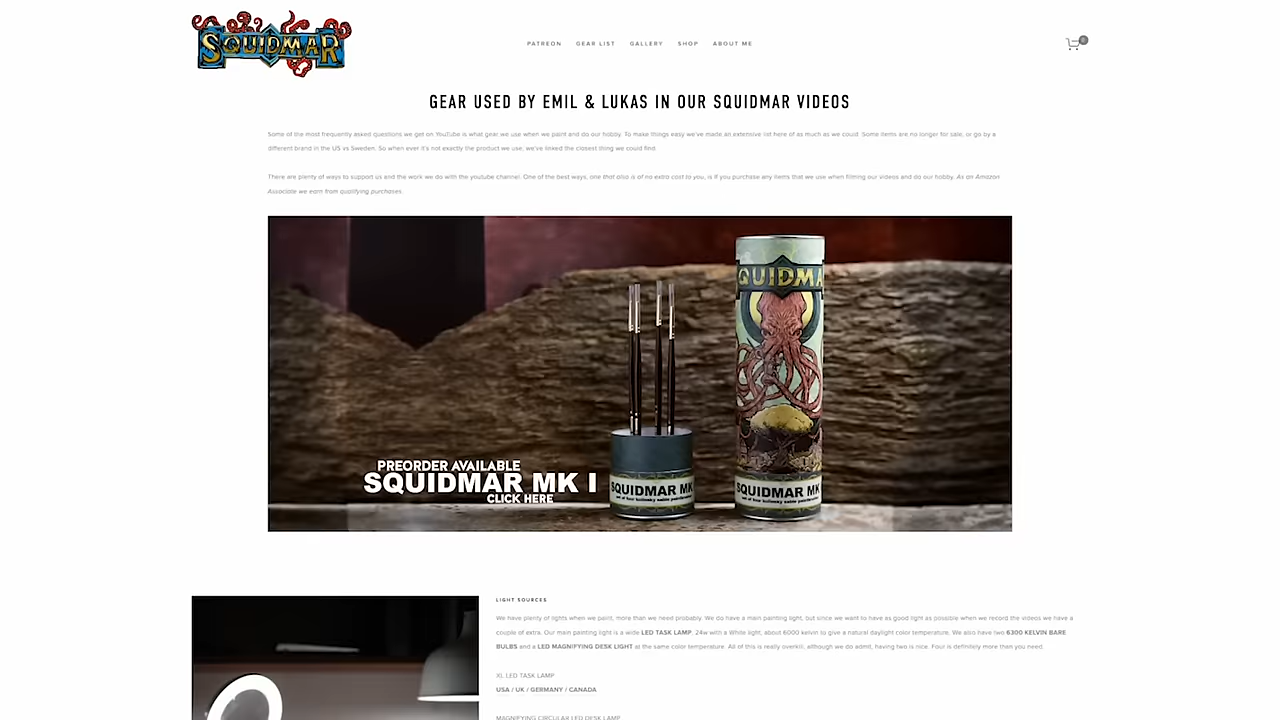 SQUIDMAR
PATREON GEAR LIST GALLERY SHOP ABOUT ME
0
GEAR USED BY EMIL & LUKAS IN OUR SQUIDMAR VIDEOS
Some of the most frequently asked questions we get on YouTube is what gear we use when we paint and do our hobby. To make things easy we've made an extensive list here of as much as we could. Some items are no longer for sale, or go by a
different brand in the US vs Sweden. So when ever it's not exactly the product we use, we've linked the closest thing we could find.
There are plenty of ways to support us and the work we do with the youtube channel. One of the best ways, one that also is of no extra cost to you, is if you purchase any items that we use when filming our videos and do our hobby. As an Amazon
Associate we earn from qualifying purchases.
QUIDMA
PREORDER AVAILABLE
SQUIDMAR MK I
CLICK HERE
SQUIDMAR MK
set of four kolinsky sable
SQUIDMAR MK
set of four kolinsky sable
LIGHT SOURCES
We have plenty of lights when we paint, more than we need probably. We do have a main painting light, but since we want to have as good light as possible when we record the videos we have a
couple of extra. Our main painting light is a wide LED TASK LAMP, 24w with a White light, about 6000 kelvin to give a natural daylight color temperature. We also have two 6300 KELVIN BARE
BULBS and a LED MAGNIFYING DESK LIGHT at the same color temperature. All of this is really overkill, although we do admit, having two is nice. Four is definitely more than you need.
XL LED TASK LAMP
USA / UK / GERMANY / CANADA
MAGNIFYING CIRCULAR LED DESK LAMP